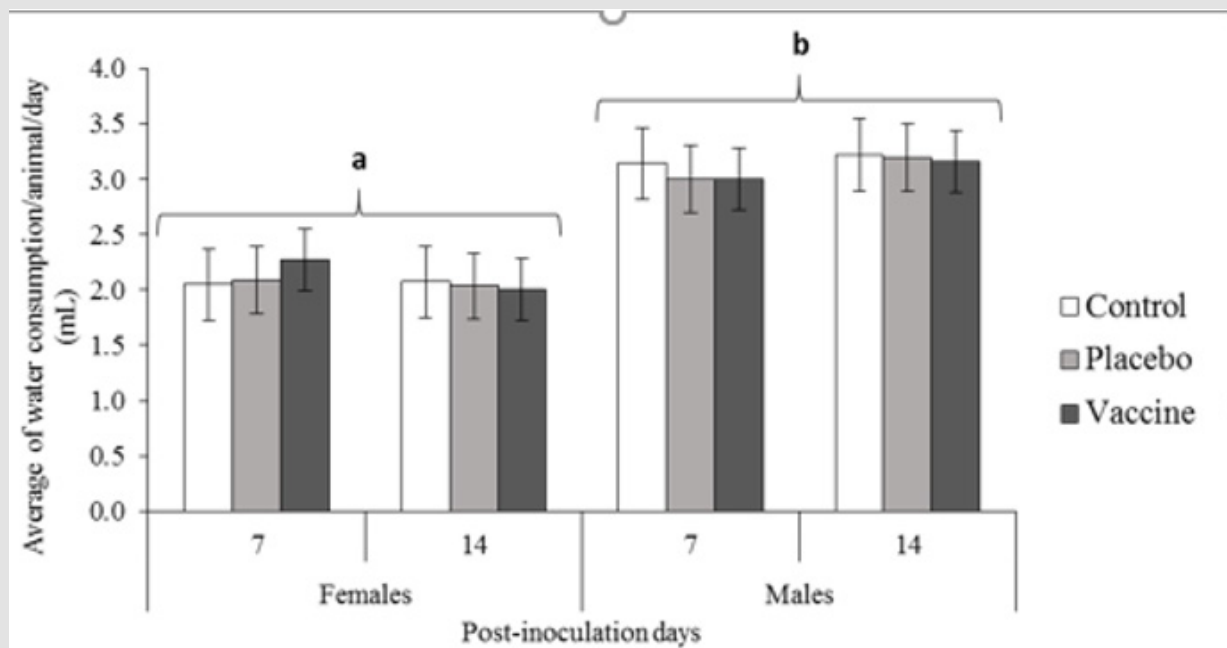 Average of water consumption/animal/day
(mL)
4.0
3.5
3.0
2.5
2.0
1.5
1.0
0.5
0.0
a
b
7
14
7
14
Females
Males
Post-inoculation days
Control
Placebo
Vaccine